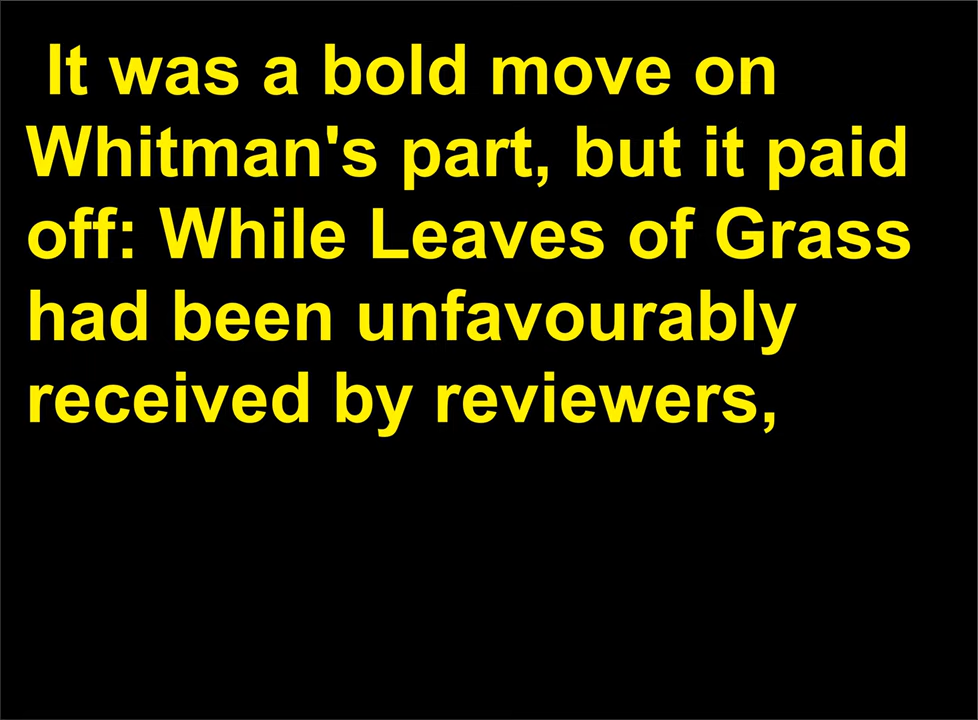 It was a bold move on
Whitman's part, but it paid
off: While Leaves of Grass
had been unfavourably
received by reviewers,